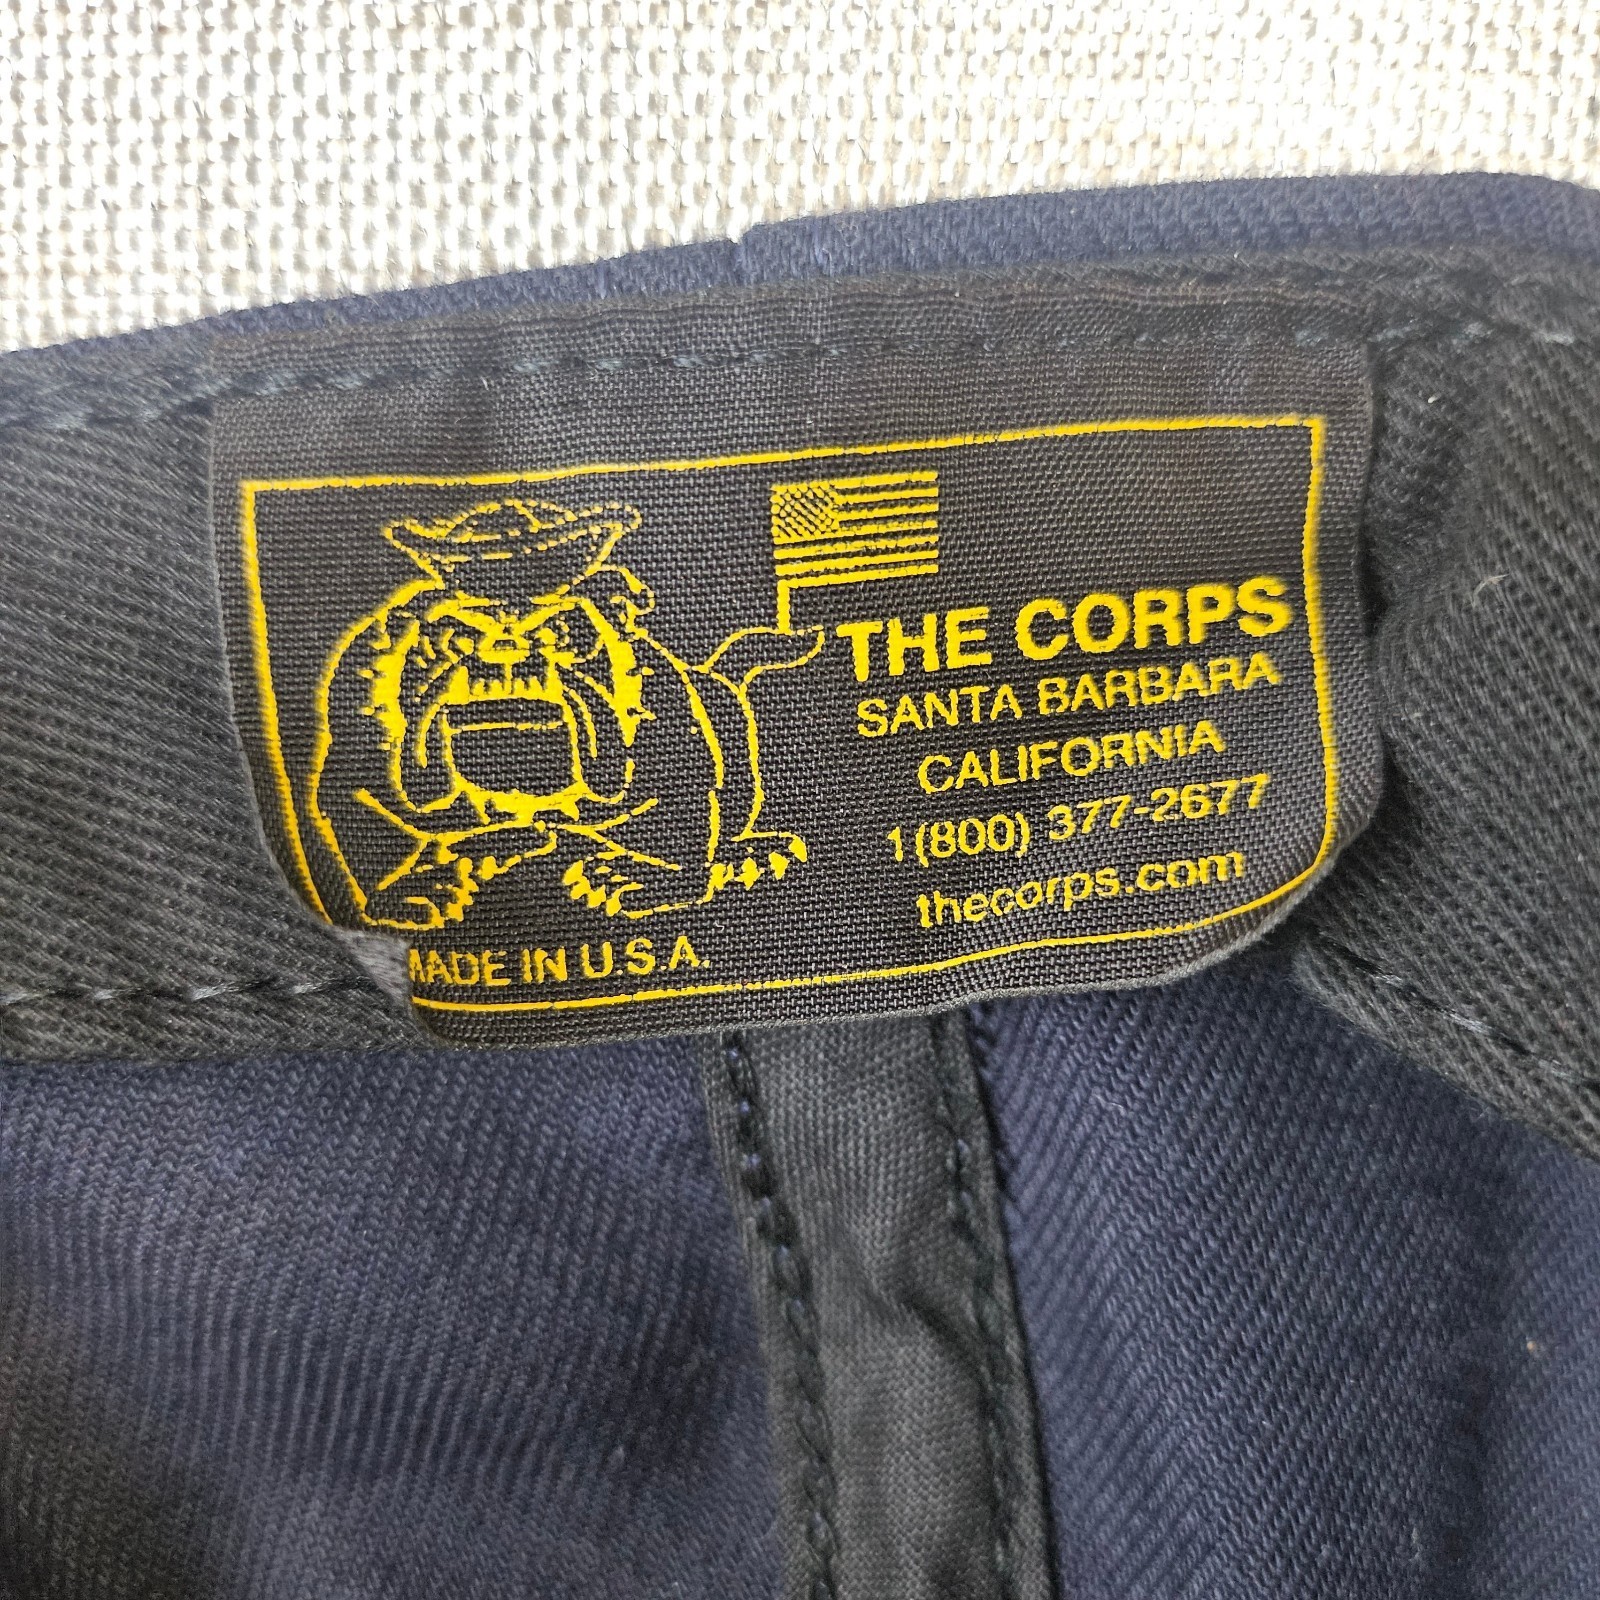 THE CORPS
SANTA BARBARA
CALIFORNIA
1(800) 377-2677
thecorps.com
MADE IN U.S.A.